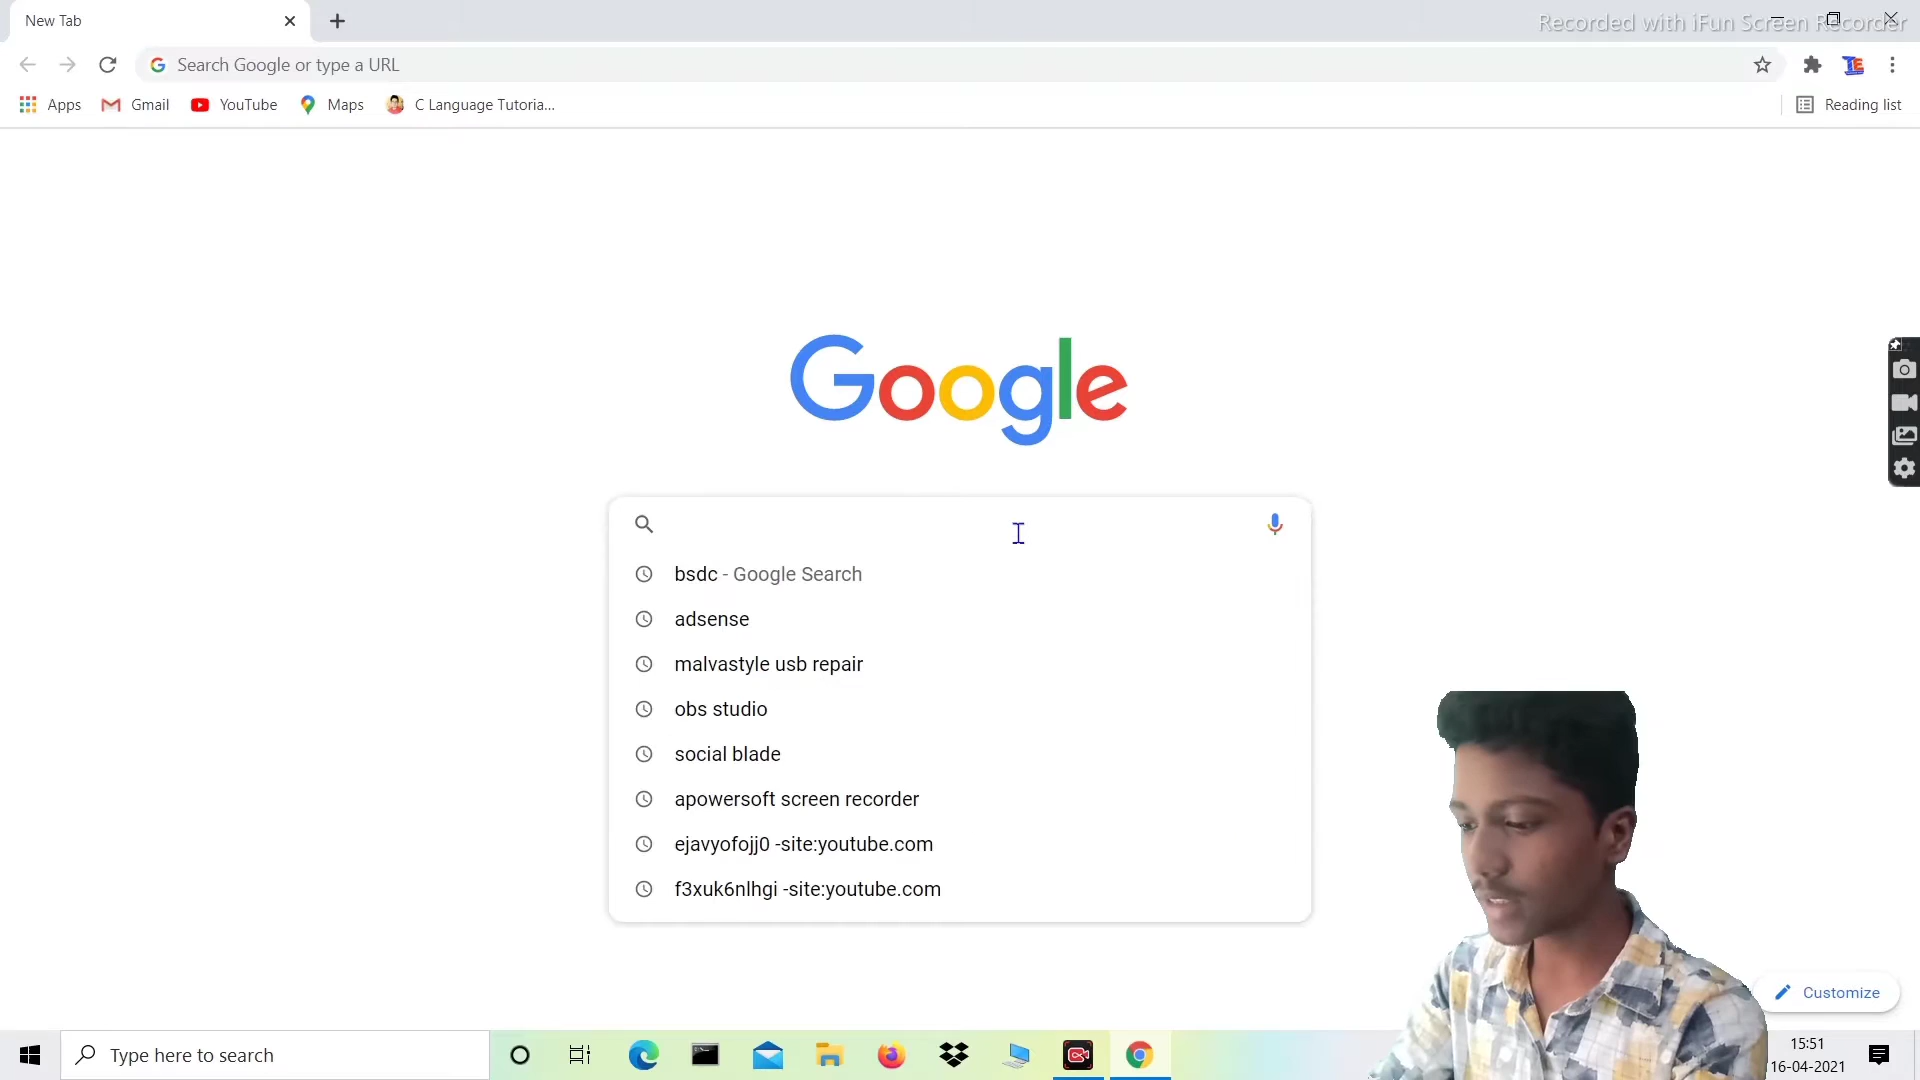 New Tab
Recorded with iFun Screen Recorder
Search Google or type a URL
Apps
Gmail
YouTube
Maps
C Language Tutoria...
Reading list
Google
bsdc - Google Search
adsense
malvastyle usb repair
obs studio
social blade
apowersoft screen recorder
ejavyofojj0 -site:youtube.com
f3xuk6nlhgi -site:youtube.com
Customize
Type here to search
15:51
16-04-2021